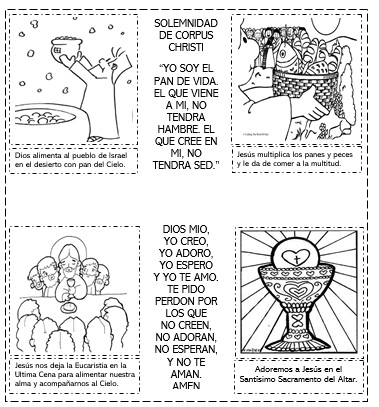 SOLEMNIDAD
DE CORPUS
CHRISTI
“YO SOY EL
PAN DE VIDA.
EL QUE VIENE
A MI, NO
TENDRA
HAMBRE. EL
QUE CREE EN
MI, NO
TENDRA SED.”
Dios alimenta al pueblo de Israel
en el desierto con pan del Cielo.
Jesús multiplica los panes y peces
y le da de comer a la multitud.
DIOS MIO,
YO CREO,
YO ADORO,
YO ESPERO
Y YO TE AMO.
TE PIDO
PERDON POR
LOS QUE
NO CREEN,
NO ADORAN,
NO ESPERAN,
Y NO TE
AMAN.
AMEN
Jesús nos deja la Eucaristía en la
Ultima Cena para alimentar nuestra
alma y acompañarnos al Cielo.
Adoremos a Jesús en el
Santísimo Sacramento del Altar.